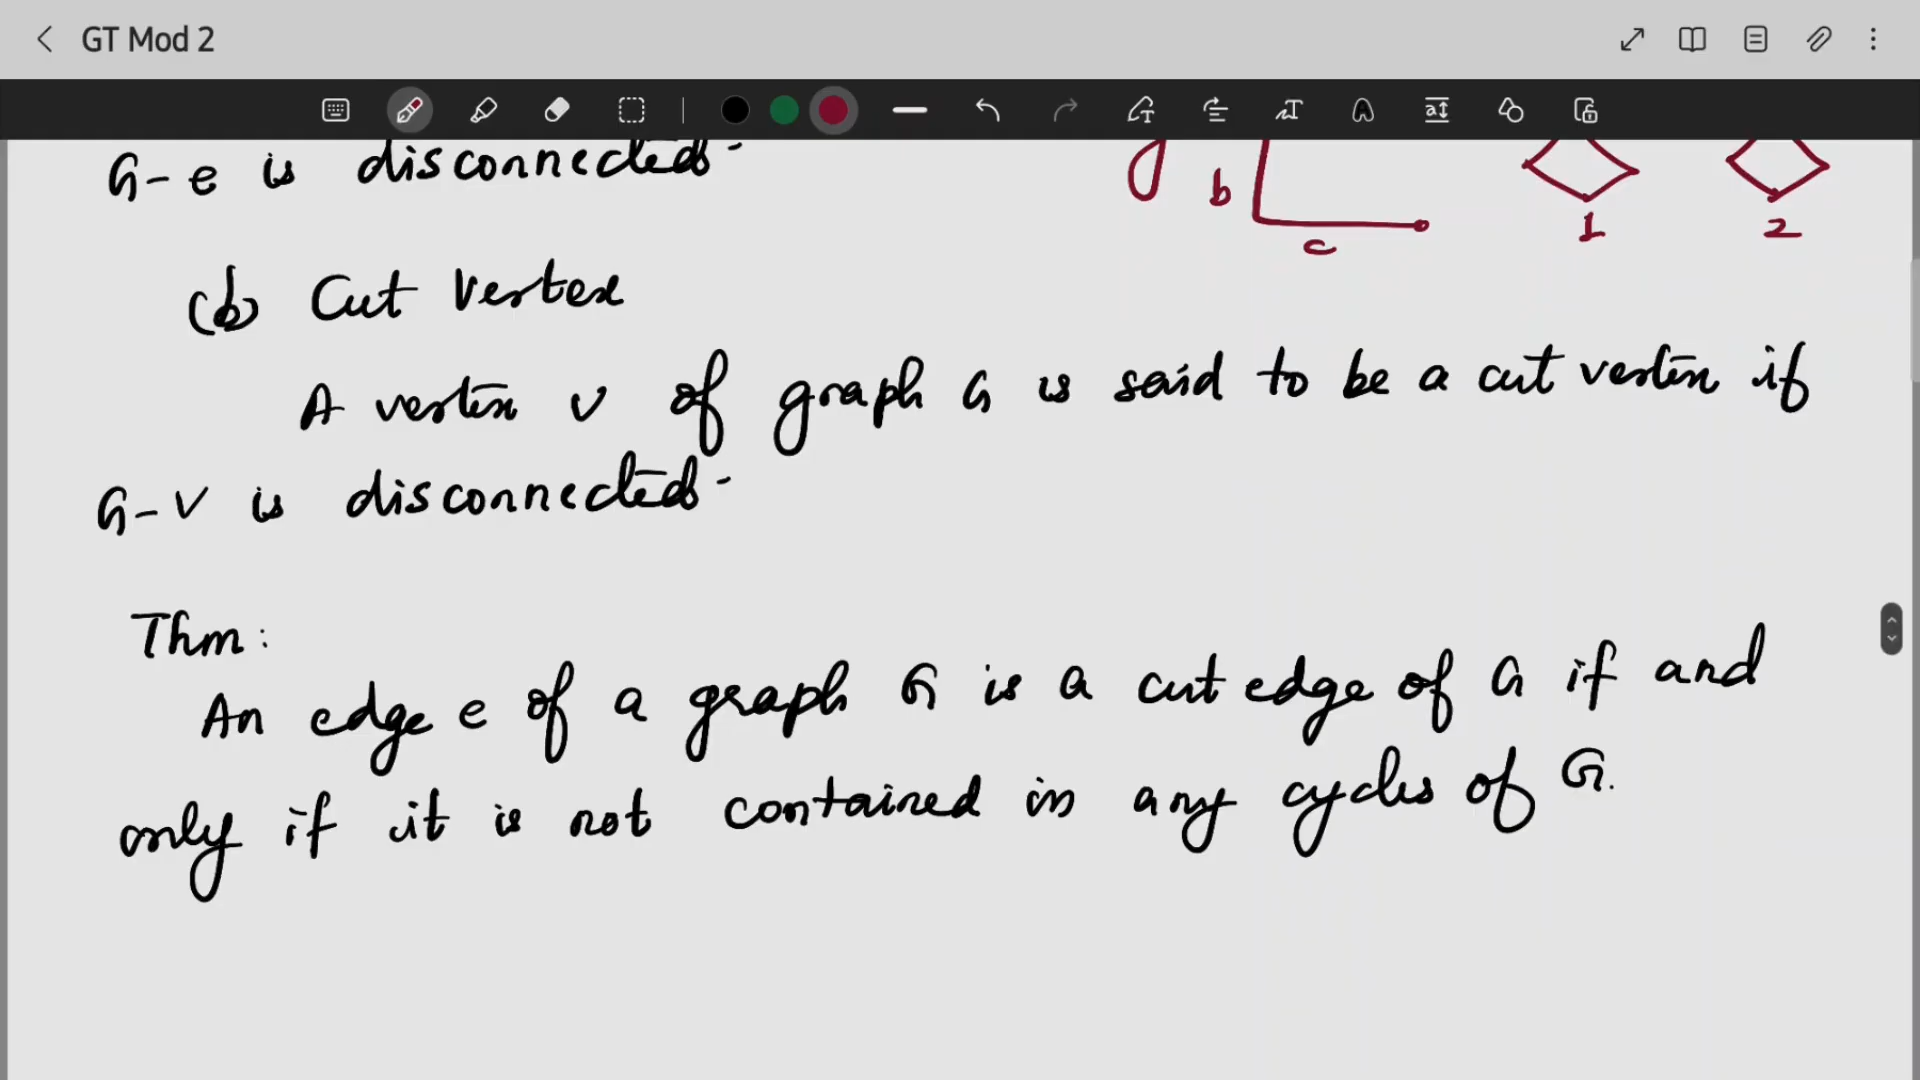 GT Mod 2
G-e is disconnected.
b
c
1
2
(b) Cut Vertex
A vertex v of graph G is said to be a cut vertex if
G-v is disconnected.
Thm:
An edge e of a graph G is a cut edge of G if and
only if it is not contained in any cycles of G.